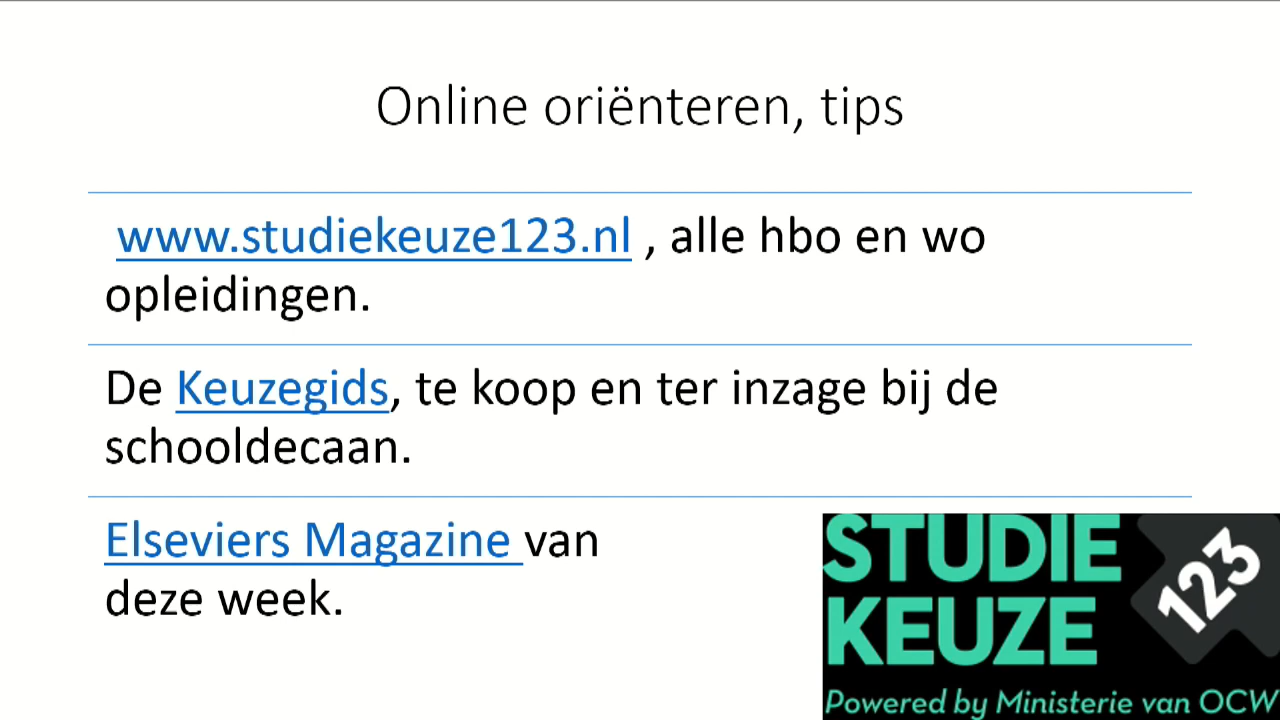 Online oriënteren, tips
www.studiekeuze123.nl , alle hbo en wo
opleidingen.
De Keuzegids, te koop en ter inzage bij de
schooldecaan.
Elseviers Magazine van
deze week.
STUDIE
KEUZE
123
Powered by Ministerie van OCW